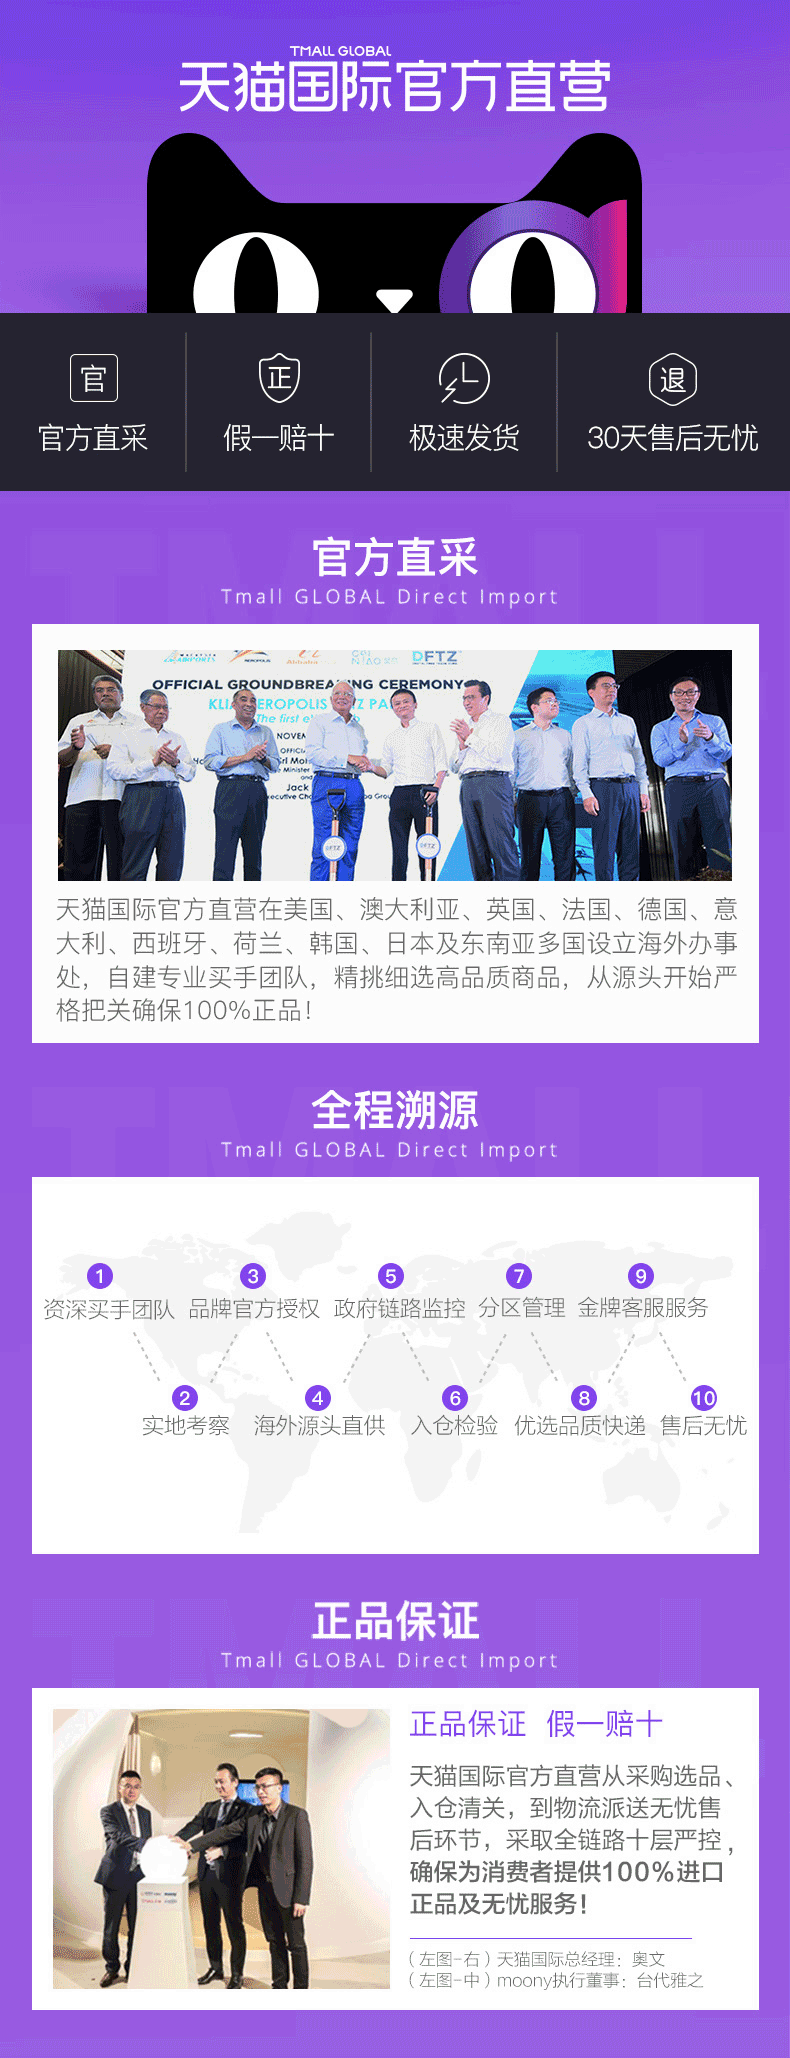 TMALL GLOBAL
天猫国际官方直营
官
正
退
官方直采
假一赔十
极速发货
30天售后无忧
官方直采
Tmall GLOBAL Direct Import
DFTZ
OFFICIAL GROUNDBREAKING CEREMONY
The first
NOVEM
Jack
DFTZ
DFTZ
天猫国际官方直营在美国、澳大利亚、英国、法国、德国、意
大利、西班牙、荷兰、韩国、日本及东南亚多国设立海外办事
处，自建专业买手团队，精挑细选高品质商品，从源头开始严
格把关确保100%正品！
全程溯源
Tmall GLOBAL Direct Import
1
3
5
7
9
资深买手团队
品牌官方授权
政府链路监控
分区管理
金牌客服服务
2
4
6
8
10
实地考察
海外源头直供
入仓检验
优选品质快递
售后无忧
正品保证
Tmall GLOBAL Direct Import
正品保证 假一赔十
天猫国际官方直营从采购选品、
入仓清关，到物流派送无忧售
后环节，采取全链路十层严控，
确保为消费者提供100%进口
正品及无忧服务！
（左图-右）天猫国际总经理：奥文
（左图-中）moony执行董事：台代雅之